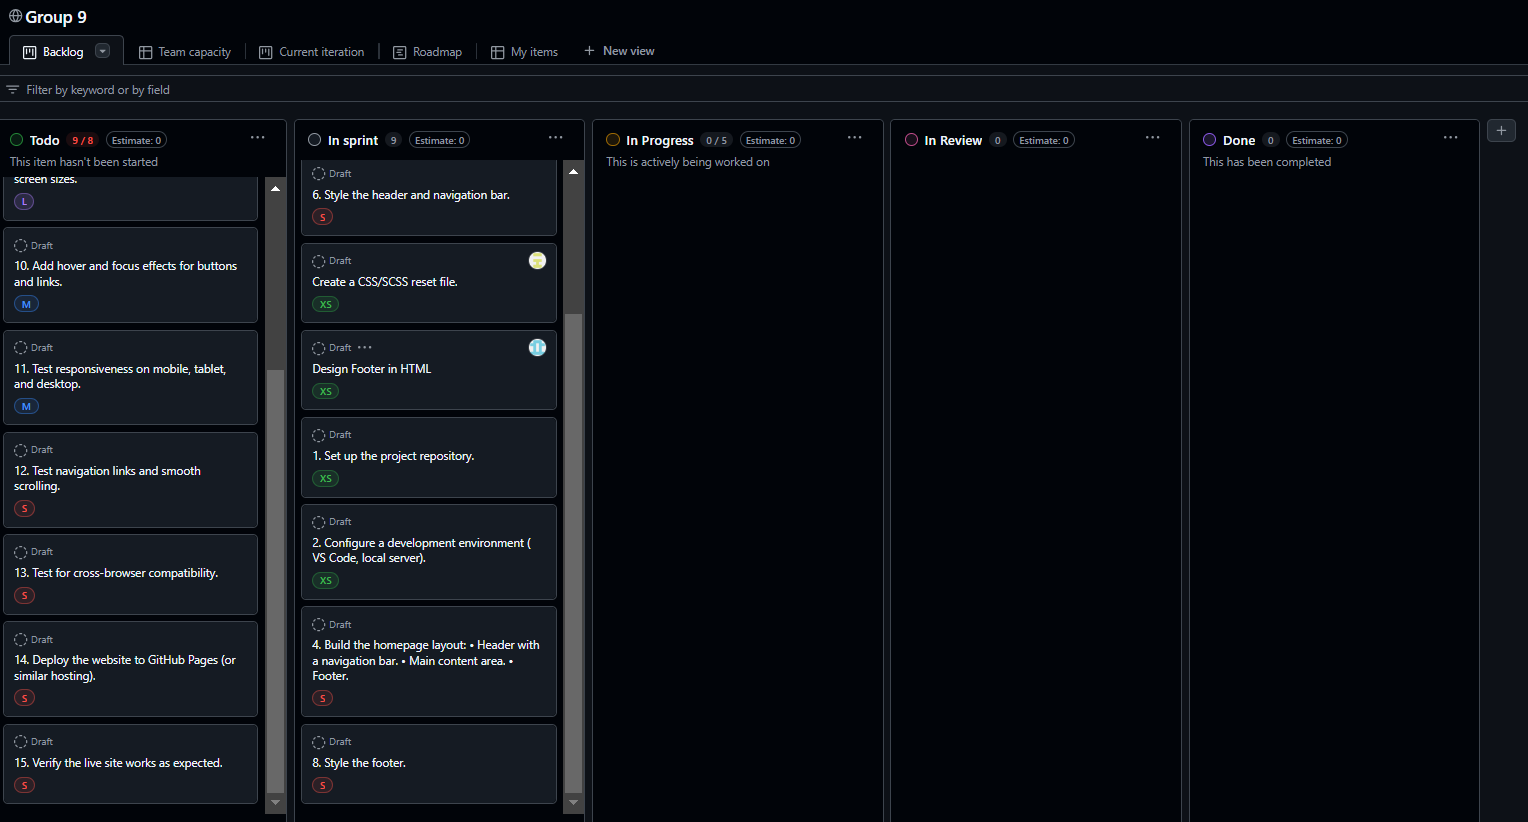 Group 9
Backlog
Team capacity
Current iteration
Roadmap
My items
New view
Filter by keyword or by field
Todo 9 / 8 Estimate: 0
This item hasn't been started
screen sizes.
L
Draft
10. Add hover and focus effects for buttons
and links.
M
Draft
11. Test responsiveness on mobile, tablet,
and desktop.
M
Draft
12. Test navigation links and smooth
scrolling.
S
Draft
13. Test for cross-browser compatibility.
S
Draft
14. Deploy the website to GitHub Pages (or
similar hosting).
S
Draft
15. Verify the live site works as expected.
S
In sprint 9 Estimate: 0
Draft
6. Style the header and navigation bar.
S
Draft
Create a CSS/SCSS reset file.
XS
Draft
Design Footer in HTML
XS
Draft
1. Set up the project repository.
XS
Draft
2. Configure a development environment (
VS Code, local server).
XS
Draft
4. Build the homepage layout: • Header with
a navigation bar. • Main content area. •
Footer.
S
Draft
8. Style the footer.
S
In Progress 0 / 5 Estimate: 0
This is actively being worked on
In Review 0 Estimate: 0
Done 0 Estimate: 0
This has been completed